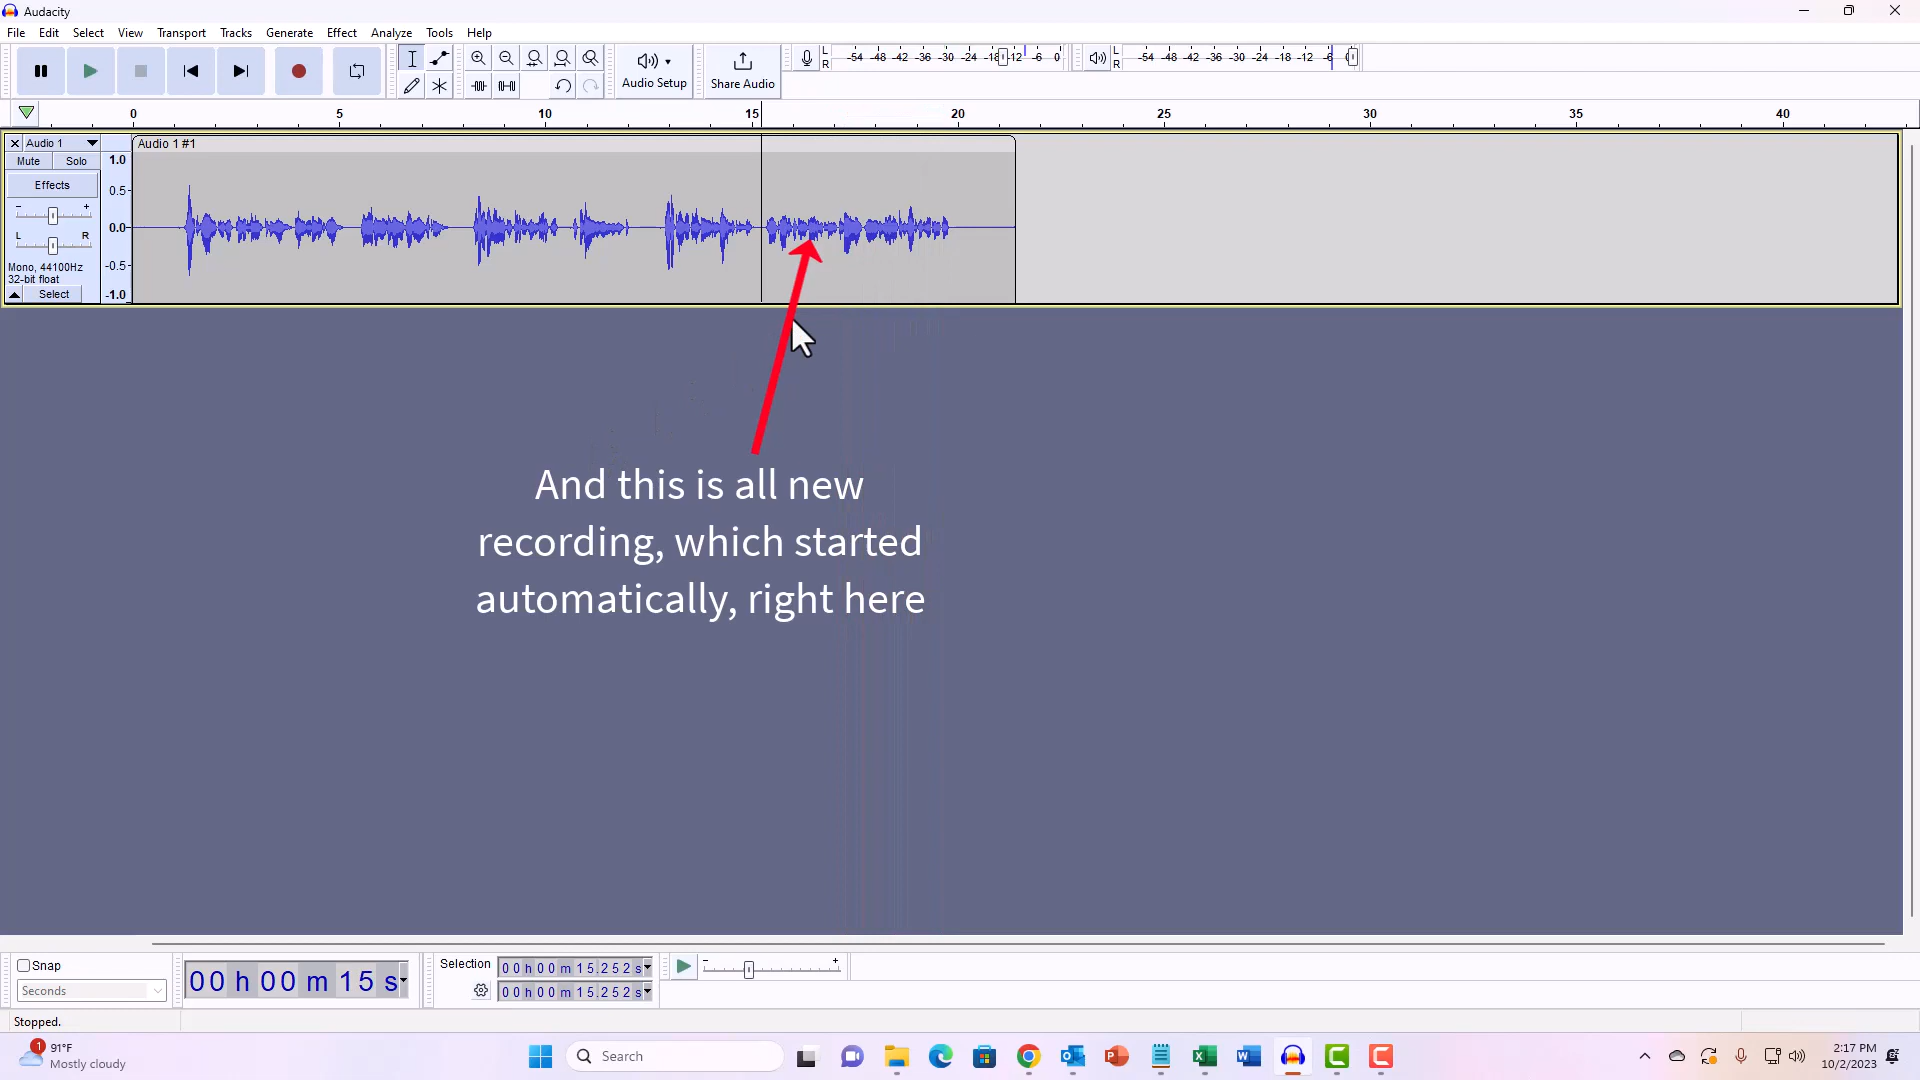 Audacity
File Edit Select View Transport Tracks Generate Effect Analyze Tools Help
Audio Setup
Share Audio
L
R
-54 -48 -42 -36 -30 -24 -18 -12 -6 0
L
R
-54 -48 -42 -36 -30 -24 -18 -12 -6 0
0 5 10 15 20 25 30 35 40
Audio 1
Audio 1 #1
Mute Solo
Effects
- +
L R
Mono, 44100Hz
32-bit float
Select
1.0
0.5
0.0
-0.5
-1.0
And this is all new
recording, which started
automatically, right here
Snap
Seconds
00 h 00 m 15 s
Selection
00 h 00 m 15.252 s
00 h 00 m 15.252 s
- +
Stopped.
1
91°F
Mostly cloudy
Search
2:17 PM
10/2/2023